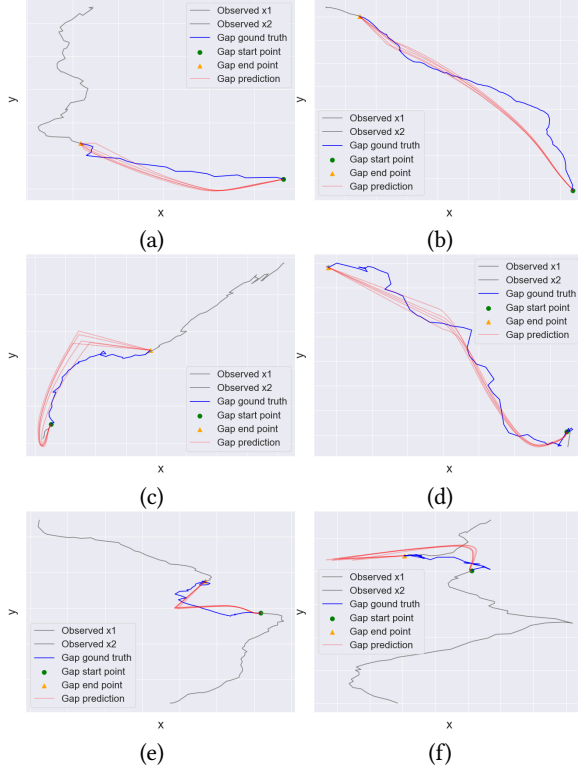 Observed x1
Observed x2
Gap gound truth
Gap start point
Gap end point
Gap prediction
y
x
(a)
Observed x1
Observed x2
Gap gound truth
Gap start point
Gap end point
Gap prediction
y
x
(b)
Observed x1
Observed x2
Gap gound truth
Gap start point
Gap end point
Gap prediction
y
x
(c)
Observed x1
Observed x2
Gap gound truth
Gap start point
Gap end point
Gap prediction
y
x
(d)
Observed x1
Observed x2
Gap gound truth
Gap start point
Gap end point
Gap prediction
y
x
(e)
Observed x1
Observed x2
Gap gound truth
Gap start point
Gap end point
Gap prediction
y
x
(f)